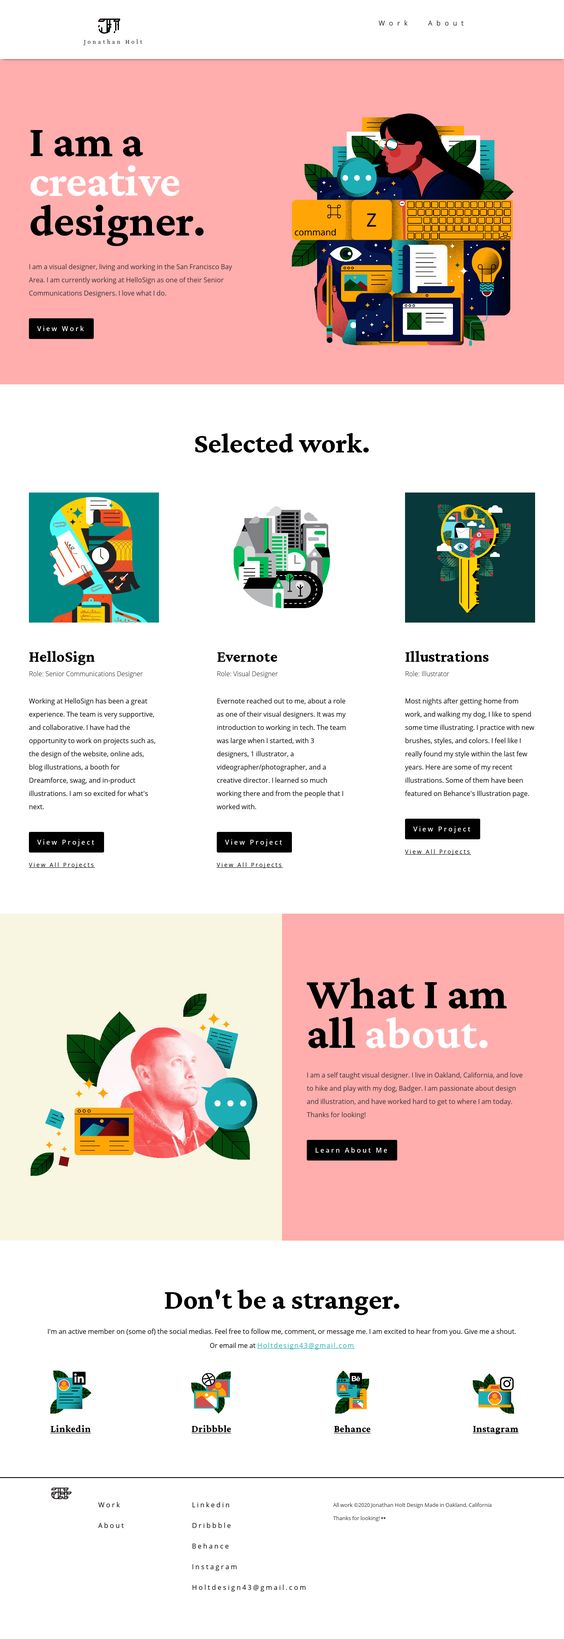 JH
Jonathan Holt
Work About
I am a
creative
designer.
I am a visual designer, living and working in the San Francisco Bay
Area. I am currently working at HelloSign as one of their Senior
Communications Designers. I love what I do.
View Work
command
Z
Selected work.
HelloSign
Role: Senior Communications Designer
Working at HelloSign has been a great
experience. The team is very supportive,
and collaborative. I have had the
opportunity to work on projects such as,
the design of the website, online ads,
blog illustrations, a booth for
Dreamforce, swag, and in-product
illustrations. I am so excited for what's
next.
View Project
View All Projects
Evernote
Role: Visual Designer
Evernote reached out to me, about a role
as one of their visual designers. It was my
introduction to working in tech. The team
was large when I started, with 3
designers, 1 illustrator, a
videographer/photographer, and a
creative director. I learned so much
working there and from the people that I
worked with.
View Project
View All Projects
Illustrations
Role: Illustrator
Most nights after getting home from
work, and walking my dog, I like to spend
some time illustrating. I practice with new
brushes, styles, and colors. I feel like I
really found my style within the last few
years. Here are some of my recent
illustrations. Some of them have been
featured on Behance's Illustration page.
View Project
View All Projects
What I am
all about.
I am a self taught visual designer. I live in Oakland, California, and love
to hike and play with my dog, Badger. I am passionate about design
and illustration, and have worked hard to get to where I am today.
Thanks for looking!
Learn About Me
Don't be a stranger.
I'm an active member on (some of) the social medias. Feel free to follow me, comment, or message me. I am excited to hear from you. Give me a shout.
Or email me at Holtdesign43@gmail.com
in
Bē
Linkedin
Dribbble
Behance
Instagram
Work
About
Linkedin
Dribbble
Behance
Instagram
Holtdesign43@gmail.com
All work ©2020 Jonathan Holt Design Made in Oakland, California
Thanks for looking!